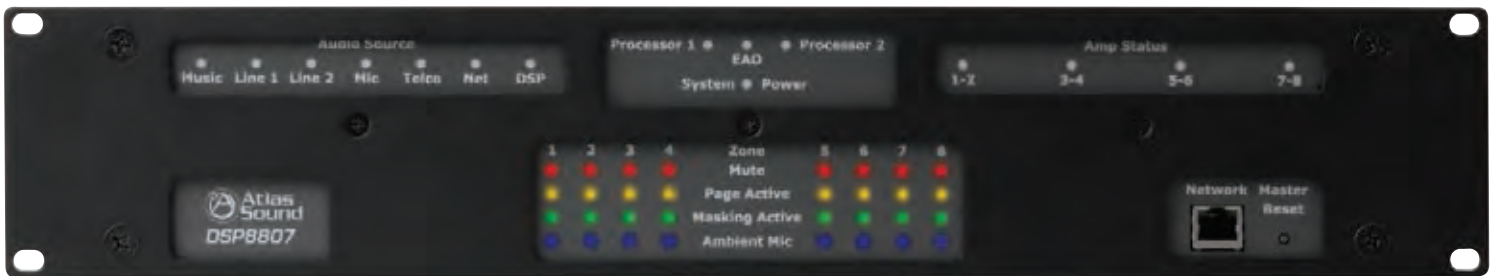 Audio Source
Music Line 1 Line 2 Mic Telco Net DSP
Processor 1 Processor 2
EAD
System Power
Amp Status
1-2 3-4 5-6 7-8
1 2 3 4 Zone 5 6 7 8
Mute
Page Active
Masking Active
Ambient Mic
Atlas
Sound
DSP8807
Network Master
Reset